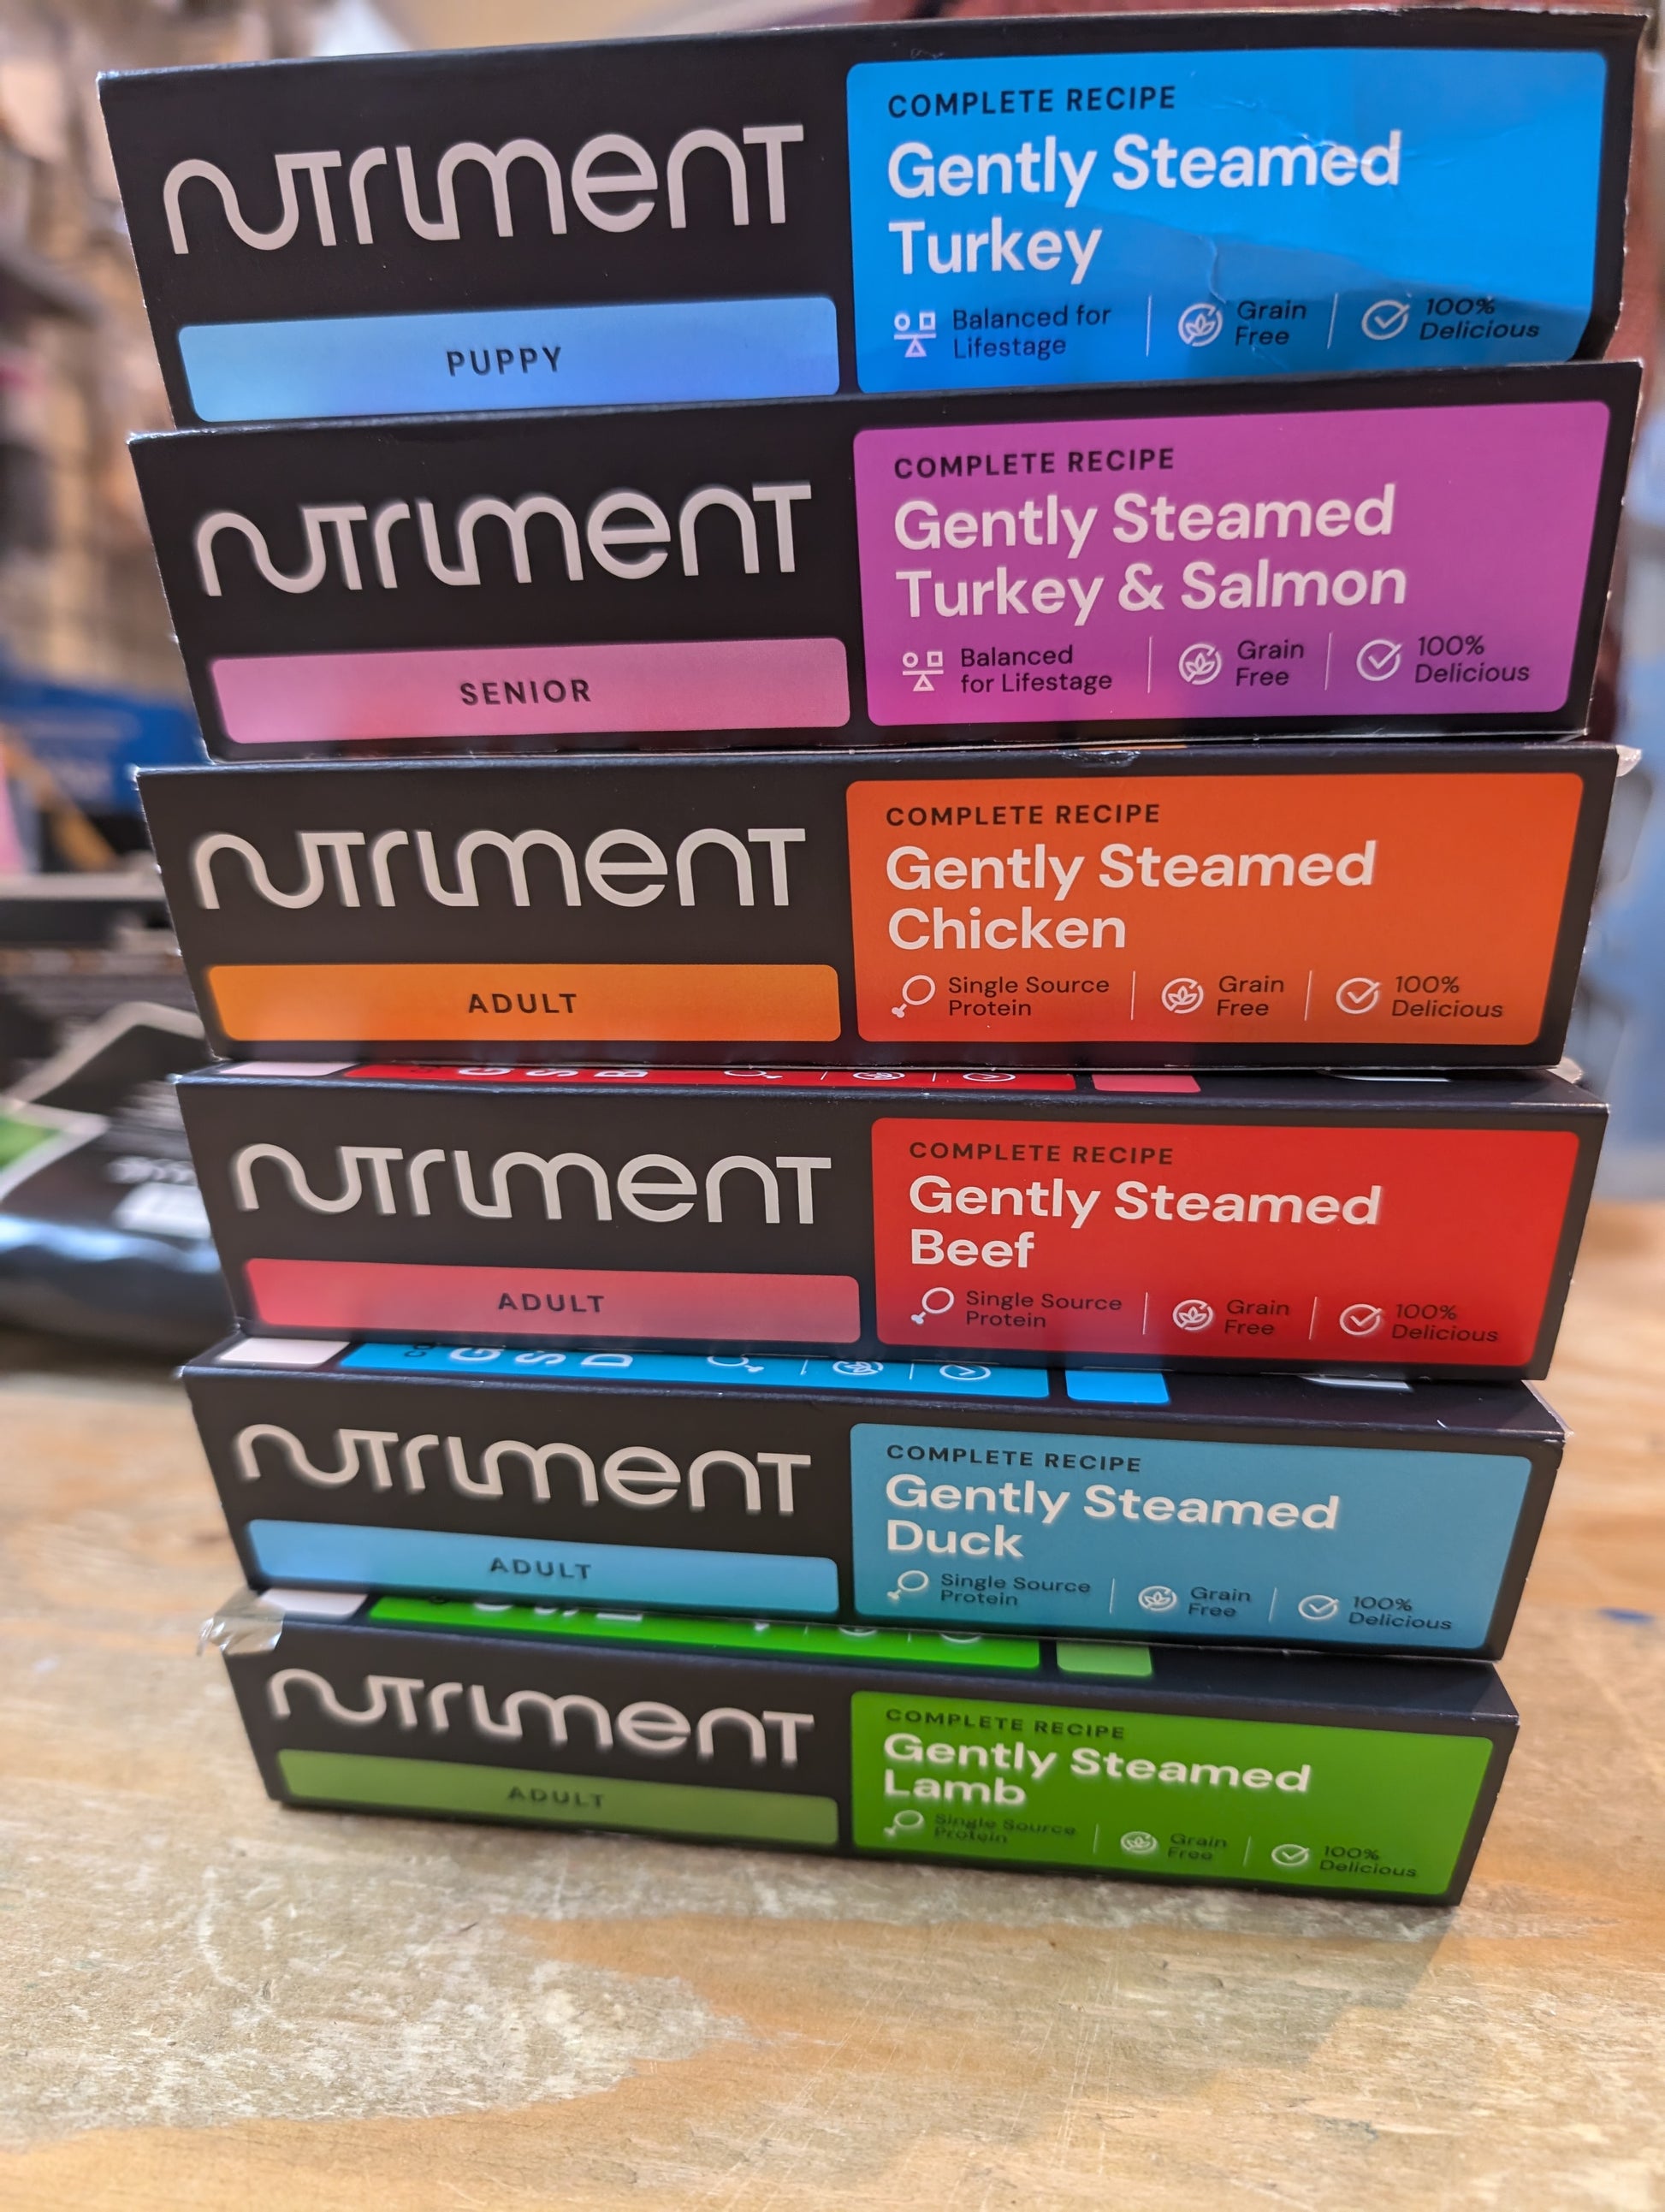 nutriment
PUPPY
COMPLETE RECIPE
Gently Steamed
Turkey
Balanced for
Lifestage
Grain
Free
100%
Delicious
nutriment
SENIOR
COMPLETE RECIPE
Gently Steamed
Turkey & Salmon
Balanced
for Lifestage
Grain
Free
100%
Delicious
nutriment
ADULT
COMPLETE RECIPE
Gently Steamed
Chicken
Single Source
Protein
Grain
Free
100%
Delicious
nutriment
ADULT
COMPLETE RECIPE
Gently Steamed
Beef
Single Source
Protein
Grain
Free
100%
Delicious
nutriment
ADULT
COMPLETE RECIPE
Gently Steamed
Duck
Single Source
Protein
Grain
Free
100%
Delicious
nutriment
ADULT
COMPLETE RECIPE
Gently Steamed
Lamb
Single Source
Protein
Grain
Free
100%
Delicious